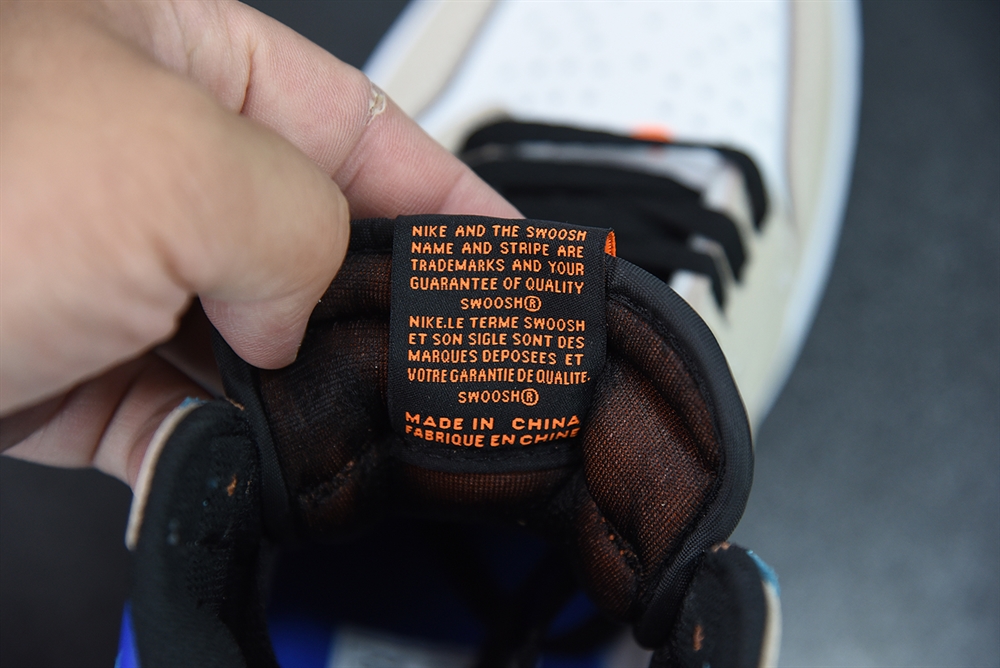 NIKE AND THE SWOOSH
NAME AND STRIPE ARE
TRADEMARKS AND YOUR
GUARANTEE OF QUALITY
SWOOSH®
NIKE.LE TERME SWOOSH
ET SON SIGLE SONT DES
MARQUES DEPOSEES ET
VOTRE GARANTIE DE QUALITE.
SWOOSH®
MADE IN CHINA
FABRIQUE EN CHINE